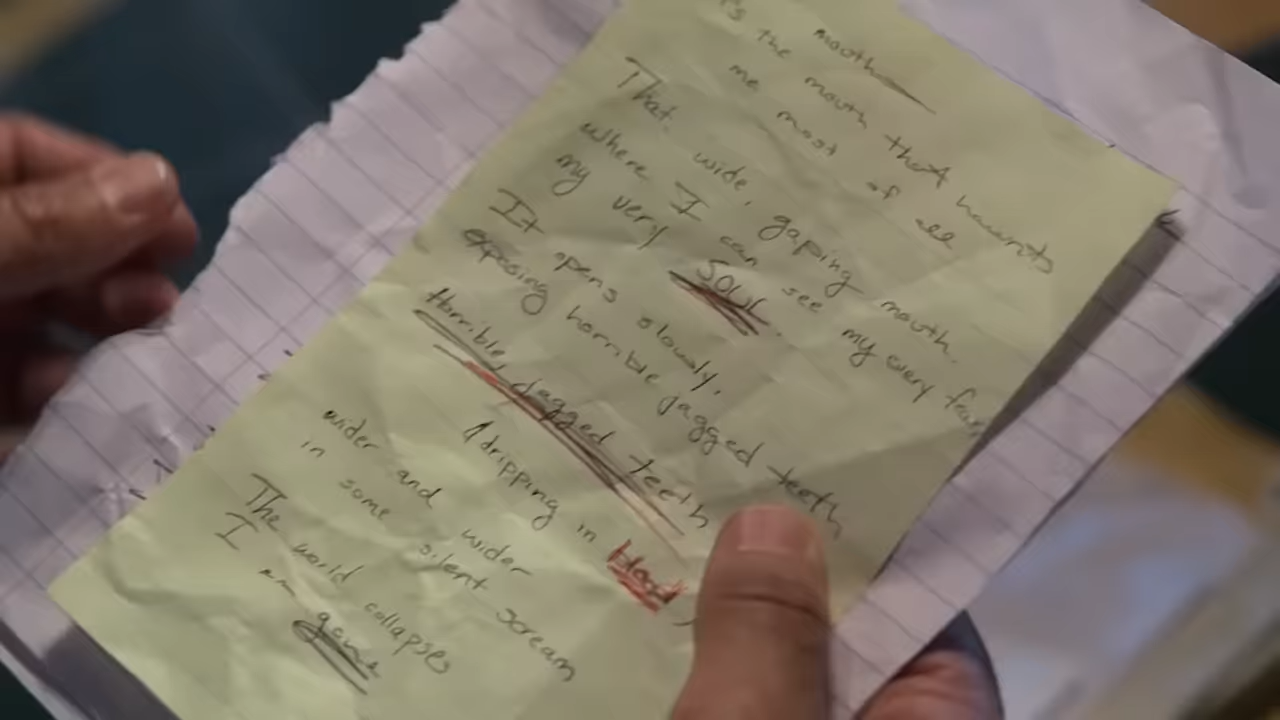 mouth
's the mouth that haunts
me most of all
That wide, gaping mouth.
where I can see my every fear
my very SOUL.
It opens slowly,
exposing horrible jagged teeth
Horrible, jagged teeth
dripping in blood,
wider and wider
in some silent scream
The world collapses
I am gone